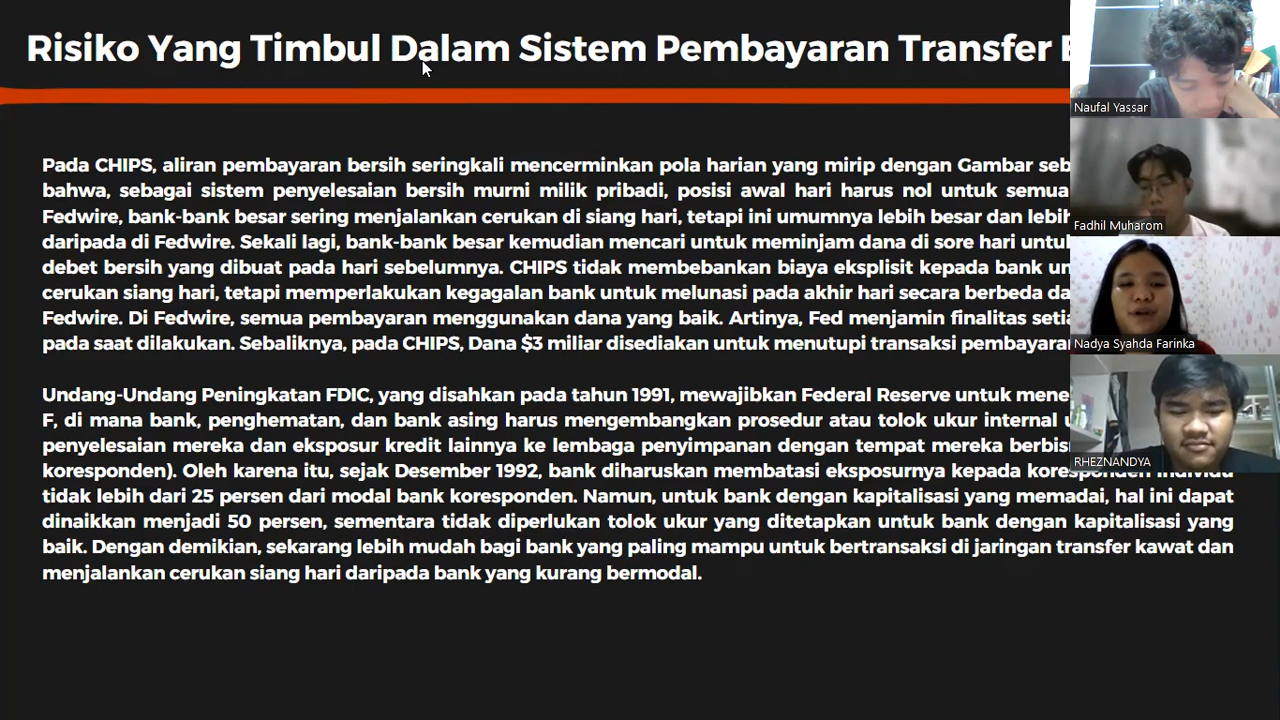 Risiko Yang Timbul Dalam Sistem Pembayaran Transfer
Pada CHIPS, aliran pembayaran bersih seringkali mencerminkan pola harian yang mirip dengan Gambar
bahwa, sebagai sistem penyelesaian bersih murni milik pribadi, posisi awal hari harus nol untuk semua
Fedwire, bank-bank besar sering menjalankan cerukan di siang hari, tetapi ini umumnya lebih besar dan lebih
daripada di Fedwire. Sekali lagi, bank-bank besar kemudian mencari untuk meminjam dana di sore hari
debet bersih yang dibuat pada hari sebelumnya. CHIPS tidak membebankan biaya eksplisit kepada bank
cerukan siang hari, tetapi memperlakukan kegagalan bank untuk melunasi pada akhir hari secara berbeda
Fedwire. Di Fedwire, semua pembayaran menggunakan dana yang baik. Artinya, Fed menjamin finalitas
pada saat dilakukan. Sebaliknya, pada CHIPS, Dana $3 miliar disediakan untuk menutupi transaksi
Undang-Undang Peningkatan FDIC, yang disahkan pada tahun 1991, mewajibkan Federal Reserve untuk
F, di mana bank, penghematan, dan bank asing harus mengembangkan prosedur atau tolok ukur internal
penyelesaian mereka dan eksposur kredit lainnya ke lembaga penyimpanan dengan tempat mereka
koresponden). Oleh karena itu, sejak Desember 1992, bank diharuskan membatasi eksposurnya kepada koresponden individu
tidak lebih dari 25 persen dari modal bank koresponden. Namun, untuk bank dengan kapitalisasi yang memadai, hal ini dapat
dinaikkan menjadi 50 persen, sementara tidak diperlukan tolok ukur yang ditetapkan untuk bank dengan kapitalisasi yang
baik. Dengan demikian, sekarang lebih mudah bagi bank yang paling mampu untuk bertransaksi di jaringan transfer kawat dan
menjalankan cerukan siang hari daripada bank yang kurang bermodal.
Naufal Yassar
Fadhil Muharom
Nadya Syahda Farinka
RHEZNANDYA